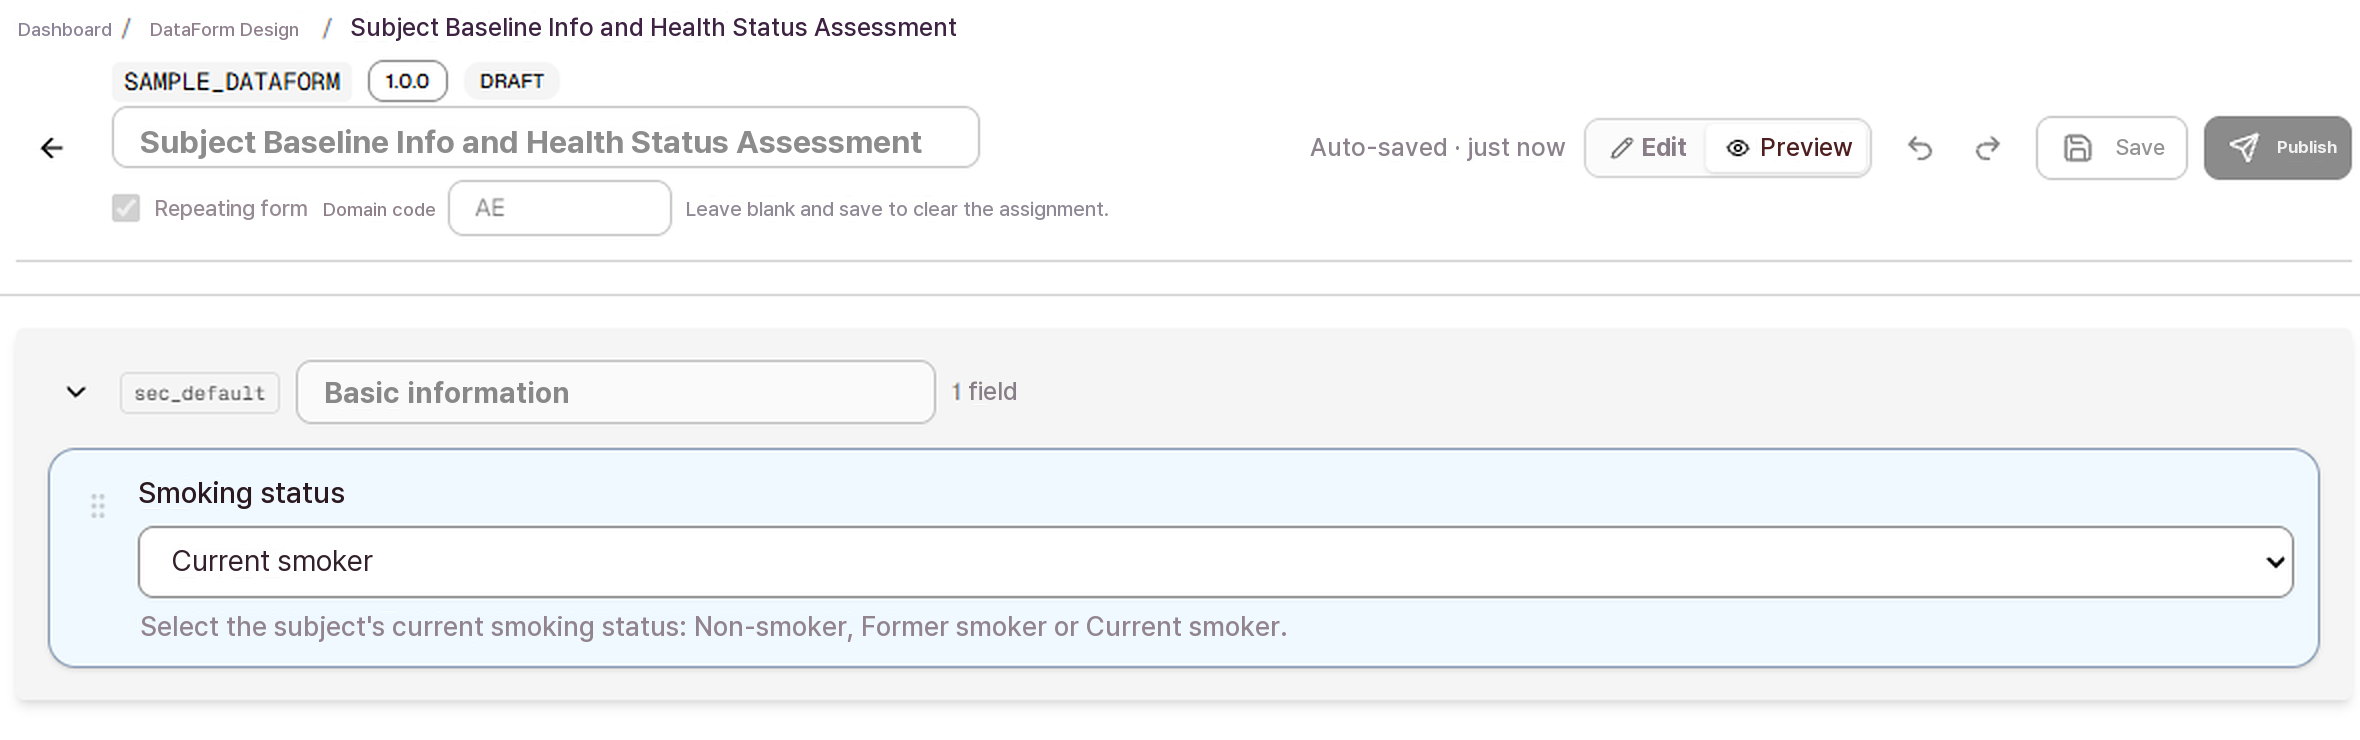 Dashboard / DataForm Design / Subject Baseline Info and Health Status Assessment
SAMPLE_DATAFORM 1.0.0 DRAFT
Subject Baseline Info and Health Status Assessment
Auto-saved · just now Edit Preview Save Publish
Repeating form Domain code AE Leave blank and save to clear the assignment.
sec_default Basic information 1 field
Smoking status
Current smoker
Select the subject's current smoking status: Non-smoker, Former smoker or Current smoker.